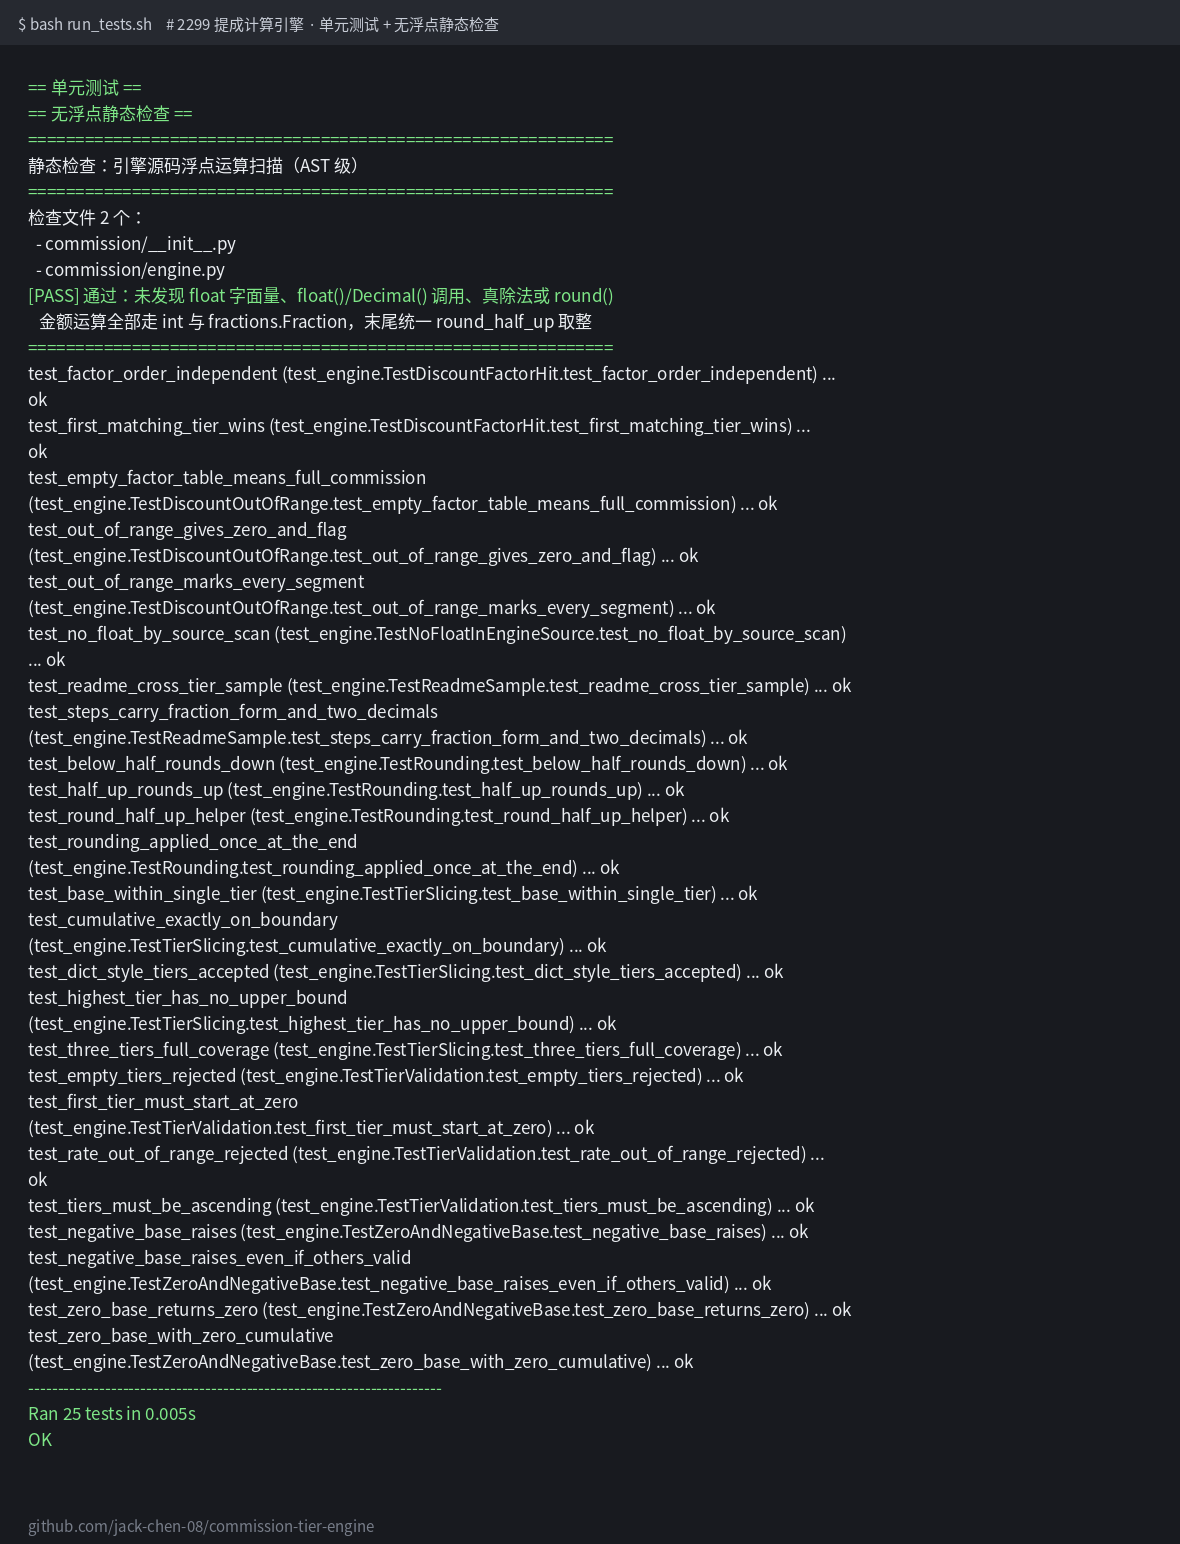 $ bash run_tests.sh # 2299 提成计算引擎 · 单元测试 + 无浮点静态检查
== 单元测试 ==
== 无浮点静态检查 ==
==============================================================
静态检查：引擎源码浮点运算扫描（AST 级）
==============================================================
检查文件 2 个：
- commission/__init__.py
- commission/engine.py
[PASS] 通过：未发现 float 字面量、float()/Decimal() 调用、真除法或 round()
金额运算全部走 int 与 fractions.Fraction，末尾统一 round_half_up 取整
==============================================================
test_factor_order_independent (test_engine.TestDiscountFactorHit.test_factor_order_independent) ...
ok
test_first_matching_tier_wins (test_engine.TestDiscountFactorHit.test_first_matching_tier_wins) ...
ok
test_empty_factor_table_means_full_commission
(test_engine.TestDiscountOutOfRange.test_empty_factor_table_means_full_commission) ... ok
test_out_of_range_gives_zero_and_flag
(test_engine.TestDiscountOutOfRange.test_out_of_range_gives_zero_and_flag) ... ok
test_out_of_range_marks_every_segment
(test_engine.TestDiscountOutOfRange.test_out_of_range_marks_every_segment) ... ok
test_no_float_by_source_scan (test_engine.TestNoFloatInEngineSource.test_no_float_by_source_scan)
... ok
test_readme_cross_tier_sample (test_engine.TestReadmeSample.test_readme_cross_tier_sample) ... ok
test_steps_carry_fraction_form_and_two_decimals
(test_engine.TestReadmeSample.test_steps_carry_fraction_form_and_two_decimals) ... ok
test_below_half_rounds_down (test_engine.TestRounding.test_below_half_rounds_down) ... ok
test_half_up_rounds_up (test_engine.TestRounding.test_half_up_rounds_up) ... ok
test_round_half_up_helper (test_engine.TestRounding.test_round_half_up_helper) ... ok
test_rounding_applied_once_at_the_end
(test_engine.TestRounding.test_rounding_applied_once_at_the_end) ... ok
test_base_within_single_tier (test_engine.TestTierSlicing.test_base_within_single_tier) ... ok
test_cumulative_exactly_on_boundary
(test_engine.TestTierSlicing.test_cumulative_exactly_on_boundary) ... ok
test_dict_style_tiers_accepted (test_engine.TestTierSlicing.test_dict_style_tiers_accepted) ... ok
test_highest_tier_has_no_upper_bound
(test_engine.TestTierSlicing.test_highest_tier_has_no_upper_bound) ... ok
test_three_tiers_full_coverage (test_engine.TestTierSlicing.test_three_tiers_full_coverage) ... ok
test_empty_tiers_rejected (test_engine.TestTierValidation.test_empty_tiers_rejected) ... ok
test_first_tier_must_start_at_zero
(test_engine.TestTierValidation.test_first_tier_must_start_at_zero) ... ok
test_rate_out_of_range_rejected (test_engine.TestTierValidation.test_rate_out_of_range_rejected) ...
ok
test_tiers_must_be_ascending (test_engine.TestTierValidation.test_tiers_must_be_ascending) ... ok
test_negative_base_raises (test_engine.TestZeroAndNegativeBase.test_negative_base_raises) ... ok
test_negative_base_raises_even_if_others_valid
(test_engine.TestZeroAndNegativeBase.test_negative_base_raises_even_if_others_valid) ... ok
test_zero_base_returns_zero (test_engine.TestZeroAndNegativeBase.test_zero_base_returns_zero) ... ok
test_zero_base_with_zero_cumulative
(test_engine.TestZeroAndNegativeBase.test_zero_base_with_zero_cumulative) ... ok
----------------------------------------------------------------------
Ran 25 tests in 0.005s
OK
github.com/jack-chen-08/commission-tier-engine